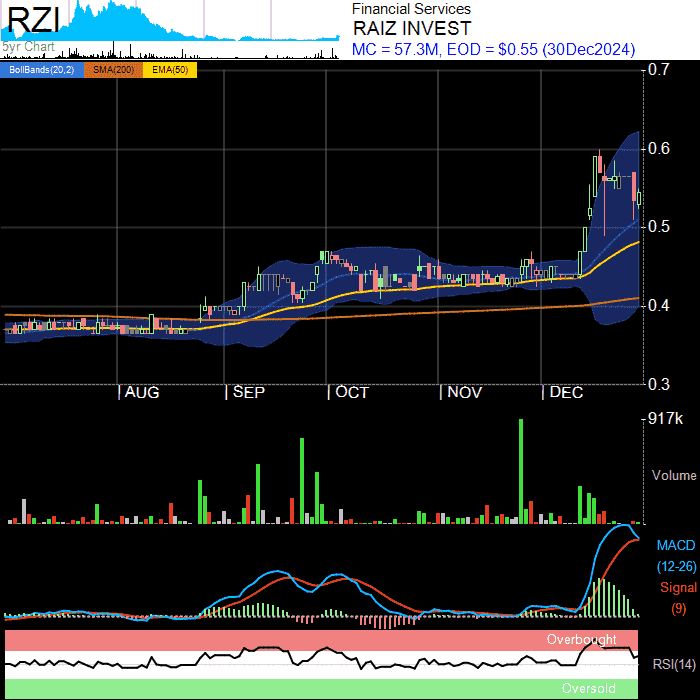 RZI
5yr Chart
Financial Services
RAIZ INVEST
MC = 57.3M, EOD = $0.55 (30Dec2024)
BollBands(20,2) SMA(200) EMA(50)
0.7
0.6
0.5
0.4
0.3
AUG SEP OCT NOV DEC
917k
Volume
MACD
(12-26)
Signal
(9)
Overbought
RSI(14)
Oversold